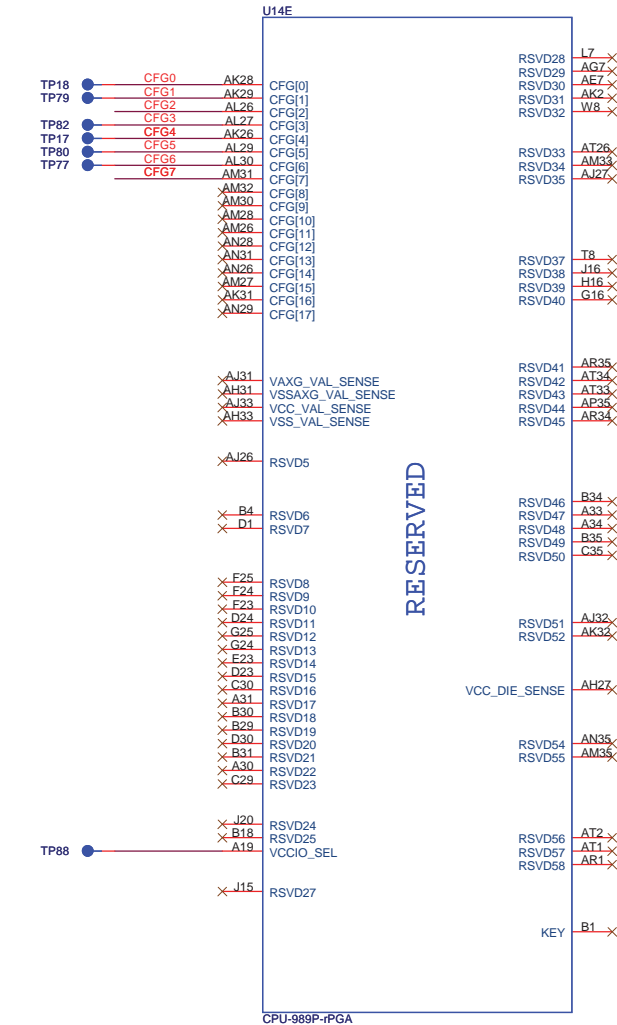 U14E
TP18 CFG0 AK28 CFG[0]
TP79 CFG1 AK29 CFG[1]
CFG2 AL26 CFG[2]
TP82 CFG3 AL27 CFG[3]
TP17 CFG4 AK26 CFG[4]
TP80 CFG5 AL29 CFG[5]
TP77 CFG6 AL30 CFG[6]
CFG7 AM31 CFG[7]
AM32 CFG[8]
AM30 CFG[9]
AM28 CFG[10]
AM26 CFG[11]
AN28 CFG[12]
AN31 CFG[13]
AN26 CFG[14]
AM27 CFG[15]
AK31 CFG[16]
AN29 CFG[17]
AJ31 VAXG_VAL_SENSE
AH31 VSSAXG_VAL_SENSE
AJ33 VCC_VAL_SENSE
AH33 VSS_VAL_SENSE
AJ26 RSVD5
B4 RSVD6
D1 RSVD7
F25 RSVD8
F24 RSVD9
F23 RSVD10
D24 RSVD11
G25 RSVD12
G24 RSVD13
E23 RSVD14
D23 RSVD15
C30 RSVD16
A31 RSVD17
B30 RSVD18
B29 RSVD19
D30 RSVD20
B31 RSVD21
A30 RSVD22
C29 RSVD23
J20 RSVD24
B18 RSVD25
TP88 A19 VCCIO_SEL
J15 RSVD27
RESERVED
RSVD28 L7
RSVD29 AG7
RSVD30 AE7
RSVD31 AK2
RSVD32 W8
RSVD33 AT26
RSVD34 AM33
RSVD35 AJ27
RSVD37 T8
RSVD38 J16
RSVD39 H16
RSVD40 G16
RSVD41 AR35
RSVD42 AT34
RSVD43 AT33
RSVD44 AP35
RSVD45 AR34
RSVD46 B34
RSVD47 A33
RSVD48 A34
RSVD49 B35
RSVD50 C35
RSVD51 AJ32
RSVD52 AK32
VCC_DIE_SENSE AH27
RSVD54 AN35
RSVD55 AM35
RSVD56 AT2
RSVD57 AT1
RSVD58 AR1
KEY B1
CPU-989P-rPGA